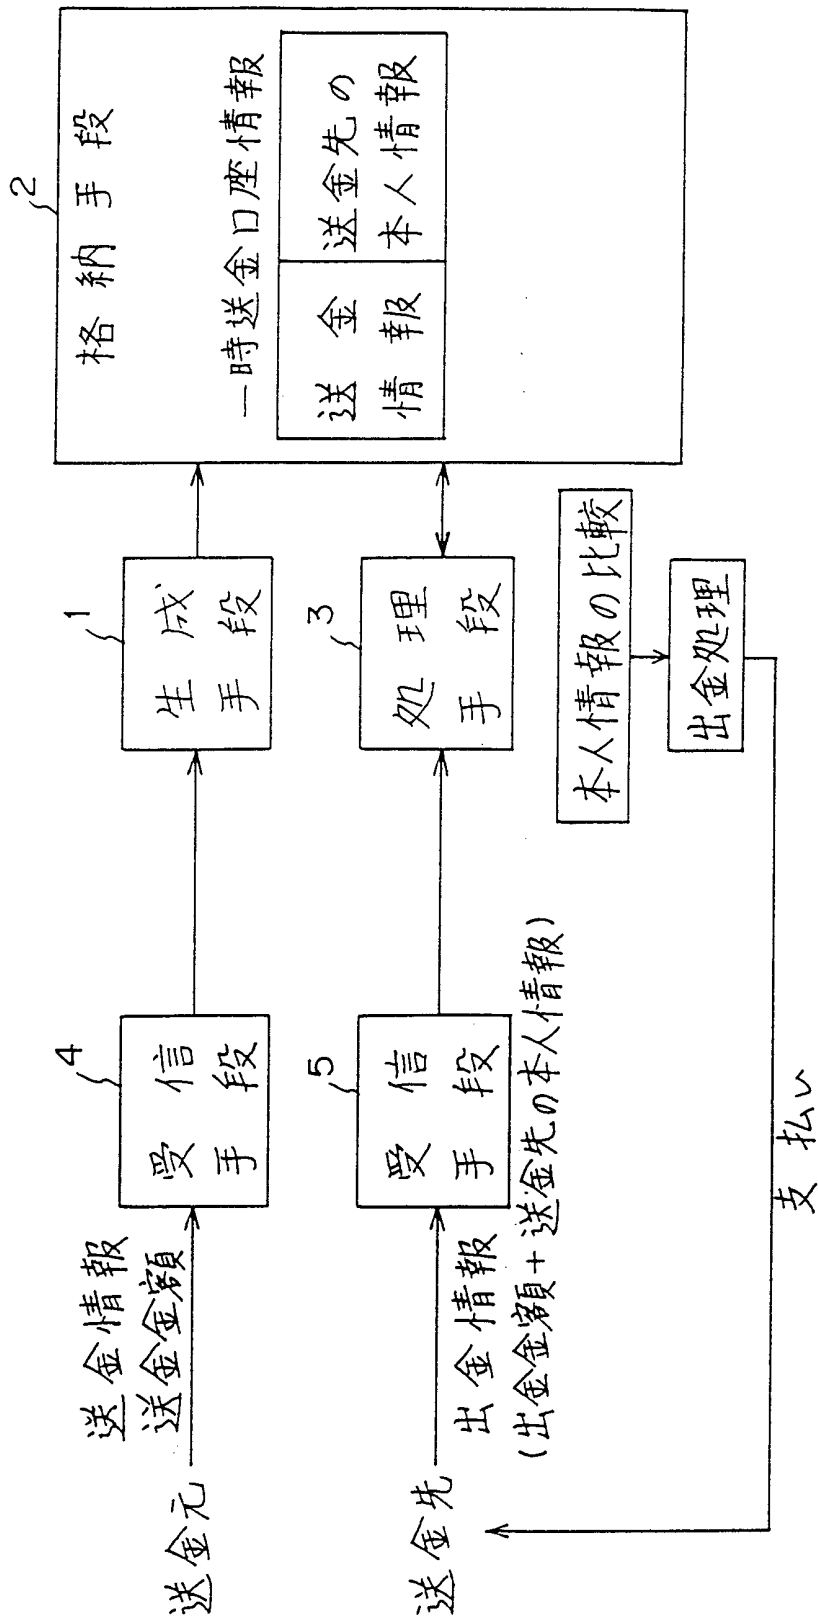 送金元
送金情報
送金金額
4
受信
手段
1
生成
手段
2
格納手段
一時送金口座情報
送金
情報
送金先の
本人情報
送金先
出金情報
(出金金額+送金先の本人情報)
5
受信
手段
3
処理
手段
本人情報の比較
出金処理
支払い